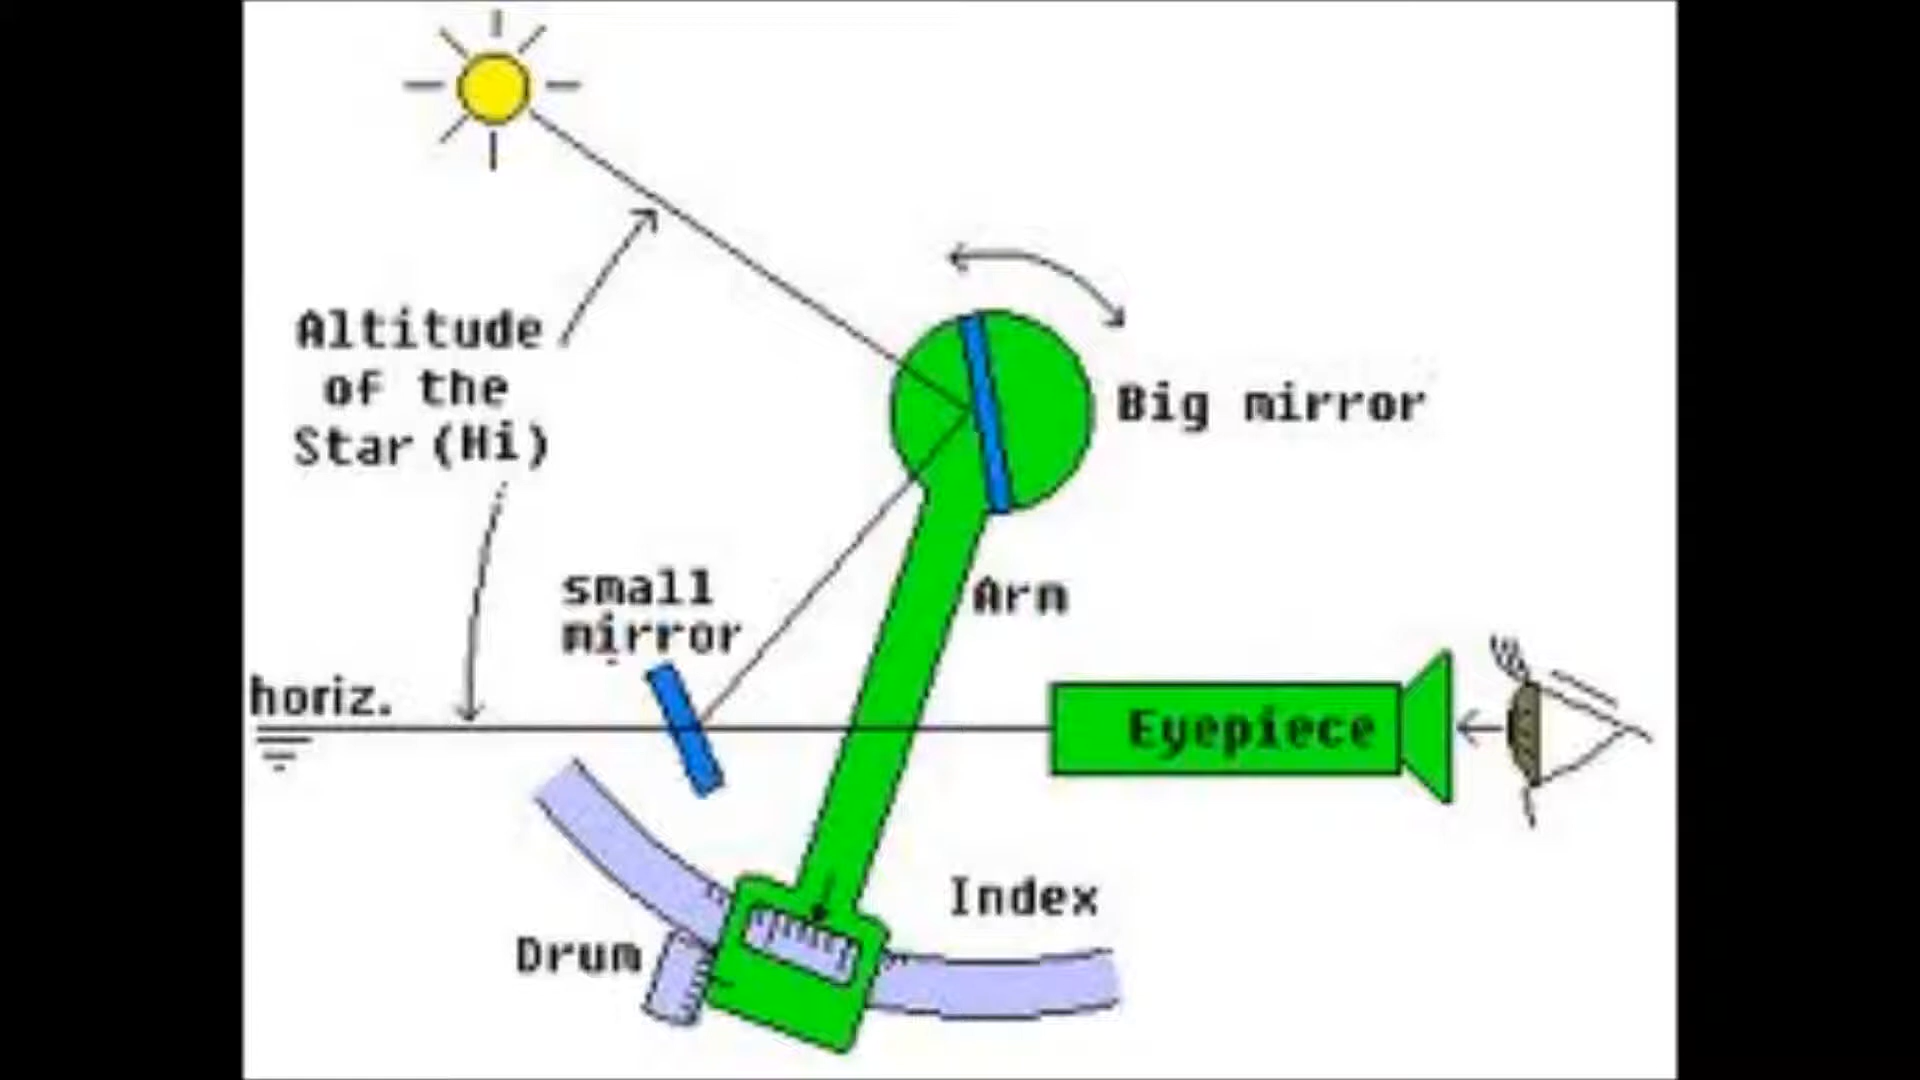 Altitude
of the
Star (Hi)
Big mirror
small
mirror
Arm
horiz.
Eyepiece
Index
Drum